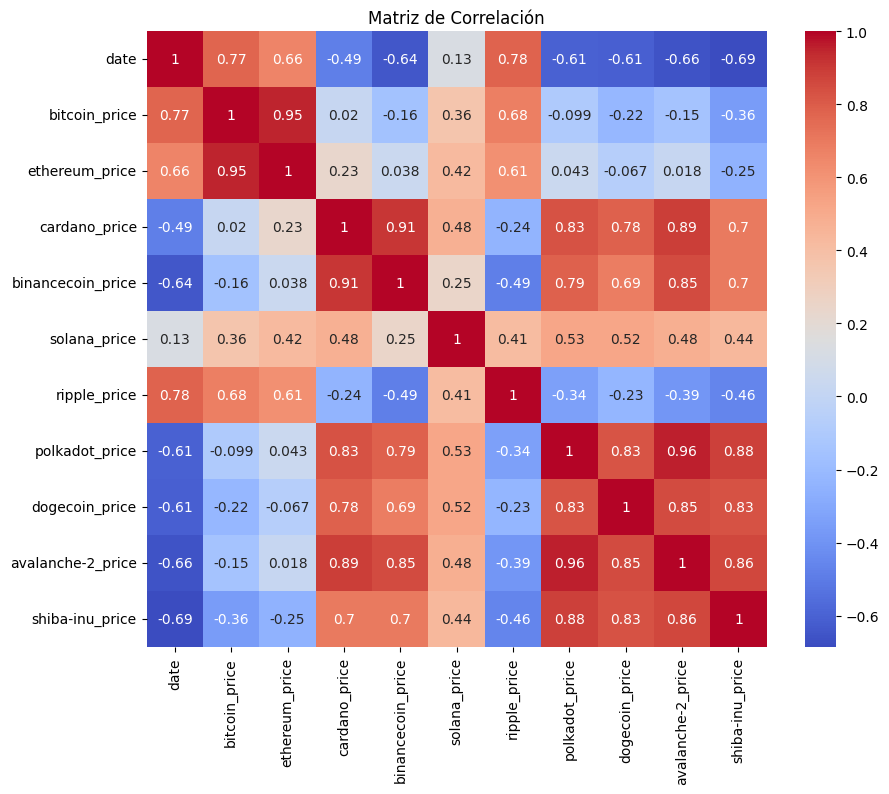 Matriz de Correlación
date 1 0.77 0.66 -0.49 -0.64 0.13 0.78 -0.61 -0.61 -0.66 -0.69
bitcoin_price 0.77 1 0.95 0.02 -0.16 0.36 0.68 -0.099 -0.22 -0.15 -0.36
ethereum_price 0.66 0.95 1 0.23 0.038 0.42 0.61 0.043 -0.067 0.018 -0.25
cardano_price -0.49 0.02 0.23 1 0.91 0.48 -0.24 0.83 0.78 0.89 0.7
binancecoin_price -0.64 -0.16 0.038 0.91 1 0.25 -0.49 0.79 0.69 0.85 0.7
solana_price 0.13 0.36 0.42 0.48 0.25 1 0.41 0.53 0.52 0.48 0.44
ripple_price 0.78 0.68 0.61 -0.24 -0.49 0.41 1 -0.34 -0.23 -0.39 -0.46
polkadot_price -0.61 -0.099 0.043 0.83 0.79 0.53 -0.34 1 0.83 0.96 0.88
dogecoin_price -0.61 -0.22 -0.067 0.78 0.69 0.52 -0.23 0.83 1 0.85 0.83
avalanche-2_price -0.66 -0.15 0.018 0.89 0.85 0.48 -0.39 0.96 0.85 1 0.86
shiba-inu_price -0.69 -0.36 -0.25 0.7 0.7 0.44 -0.46 0.88 0.83 0.86 1
date
bitcoin_price
ethereum_price
cardano_price
binancecoin_price
solana_price
ripple_price
polkadot_price
dogecoin_price
avalanche-2_price
shiba-inu_price
1.0
0.8
0.6
0.4
0.2
0.0
−0.2
−0.4
−0.6